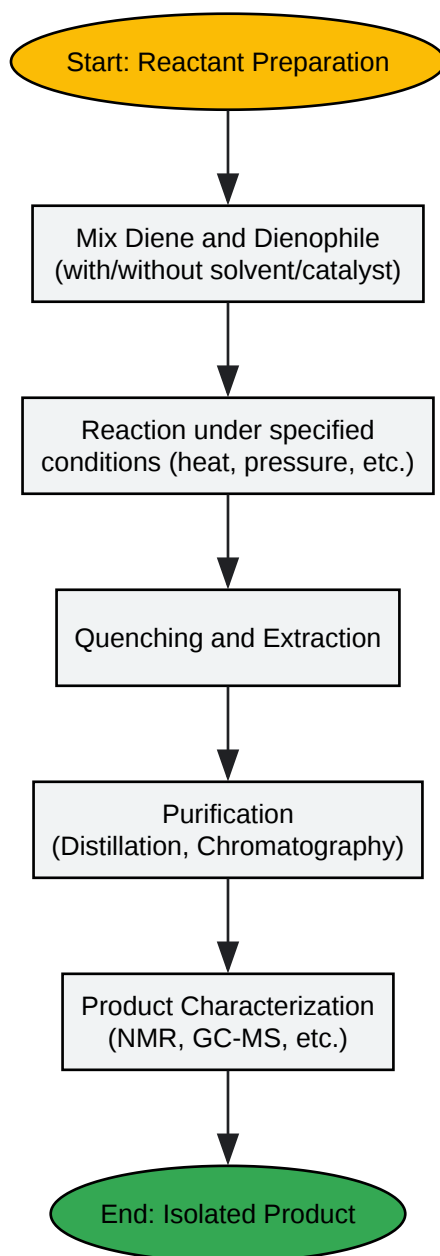 Start: Reactant Preparation
Mix Diene and Dienophile
(with/without solvent/catalyst)
Reaction under specified
conditions (heat, pressure, etc.)
Quenching and Extraction
Purification
(Distillation, Chromatography)
Product Characterization
(NMR, GC-MS, etc.)
End: Isolated Product